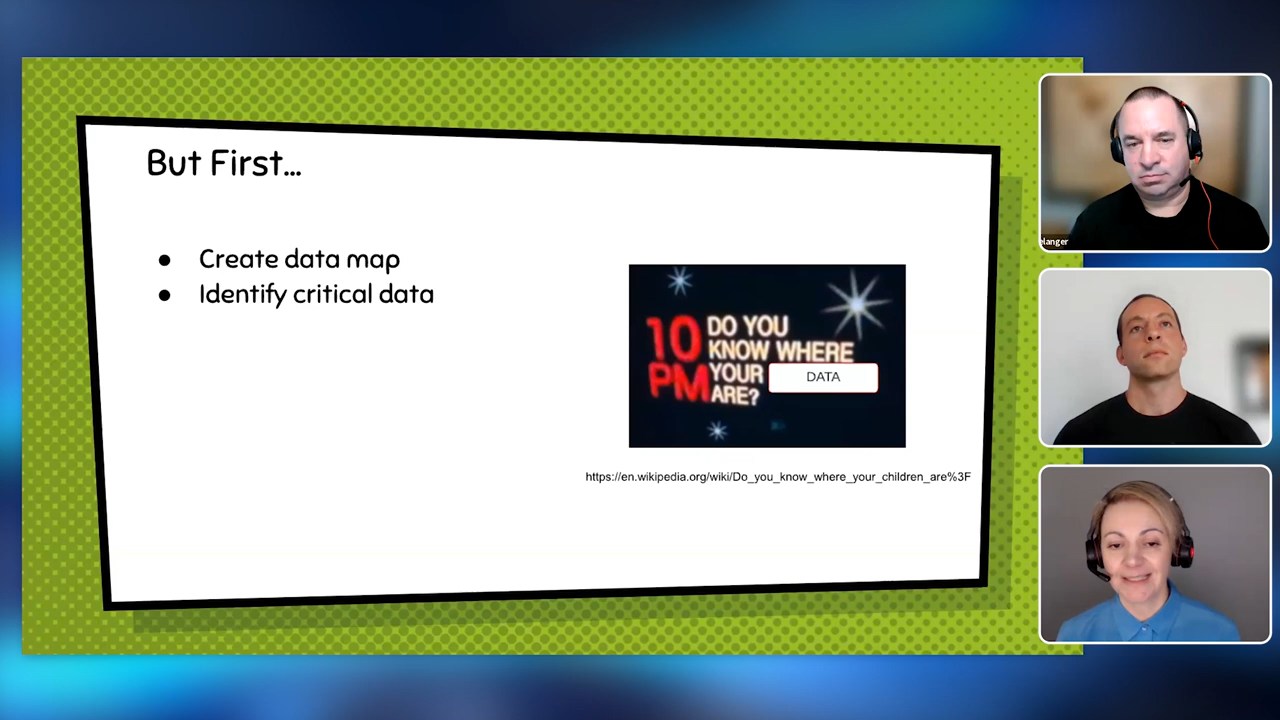 But First...
● Create data map
● Identify critical data
10 PM
DO YOU
KNOW WHERE
YOUR DATA
ARE?
https://en.wikipedia.org/wiki/Do_you_know_where_your_children_are%3F
elanger